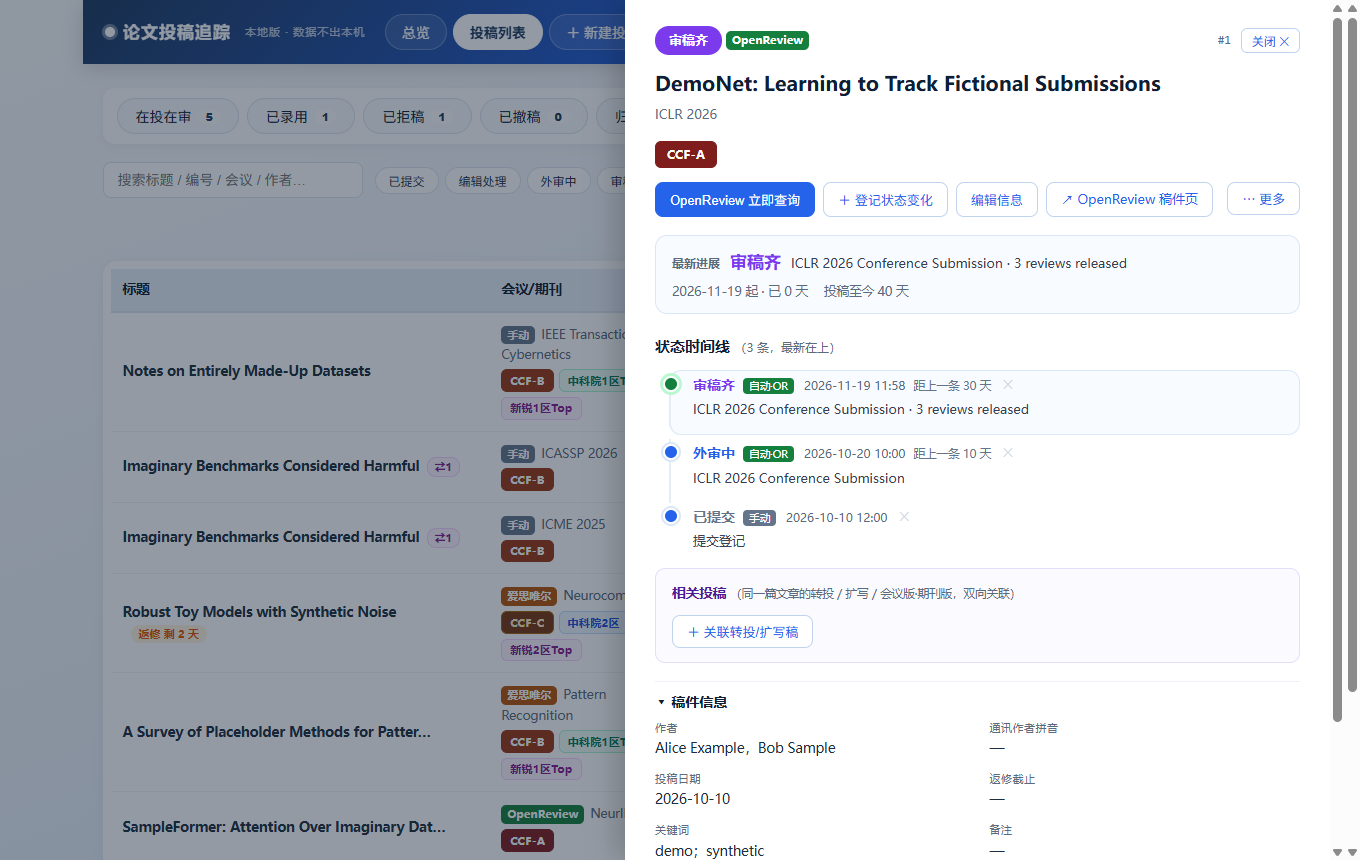 论文投稿追踪 本地版 · 数据不出本机 总览 投稿列表 ＋ 新建投
在投在审 5 已录用 1 已拒稿 1 已撤稿 0 归
搜索标题 / 编号 / 会议 / 作者… 已提交 编辑处理 外审中
标题 会议/期刊
Notes on Entirely Made-Up Datasets
手动 IEEE Transactio
Cybernetics
CCF-B 中科院1区T
新锐1区Top
Imaginary Benchmarks Considered Harmful ⇄1
手动 ICASSP 2026
CCF-B
Imaginary Benchmarks Considered Harmful ⇄1
手动 ICME 2025
CCF-B
Robust Toy Models with Synthetic Noise
返修 剩 2 天
爱思唯尔 Neurocom
CCF-C 中科院2区
新锐2区Top
A Survey of Placeholder Methods for Patter...
爱思唯尔 Pattern
Recognition
CCF-B 中科院1区T
新锐1区Top
SampleFormer: Attention Over Imaginary Dat...
OpenReview NeurI
CCF-A
审稿齐 OpenReview #1 关闭 ✕
DemoNet: Learning to Track Fictional Submissions
ICLR 2026
CCF-A
OpenReview 立即查询 ＋ 登记状态变化 编辑信息 ↗ OpenReview 稿件页 ··· 更多
最新进展 审稿齐 ICLR 2026 Conference Submission · 3 reviews released
2026-11-19 起 · 已 0 天 投稿至今 40 天
状态时间线 （3 条，最新在上）
审稿齐 自动·OR 2026-11-19 11:58 距上一条 30 天 ✕
ICLR 2026 Conference Submission · 3 reviews released
外审中 自动·OR 2026-10-20 10:00 距上一条 10 天 ✕
ICLR 2026 Conference Submission
已提交 手动 2026-10-10 12:00 ✕
提交登记
相关投稿 （同一篇文章的转投 / 扩写 / 会议版·期刊版，双向关联）
＋ 关联转投/扩写稿
▾ 稿件信息
作者 通讯作者拼音
Alice Example，Bob Sample —
投稿日期 返修截止
2026-10-10 —
关键词 备注
demo；synthetic —